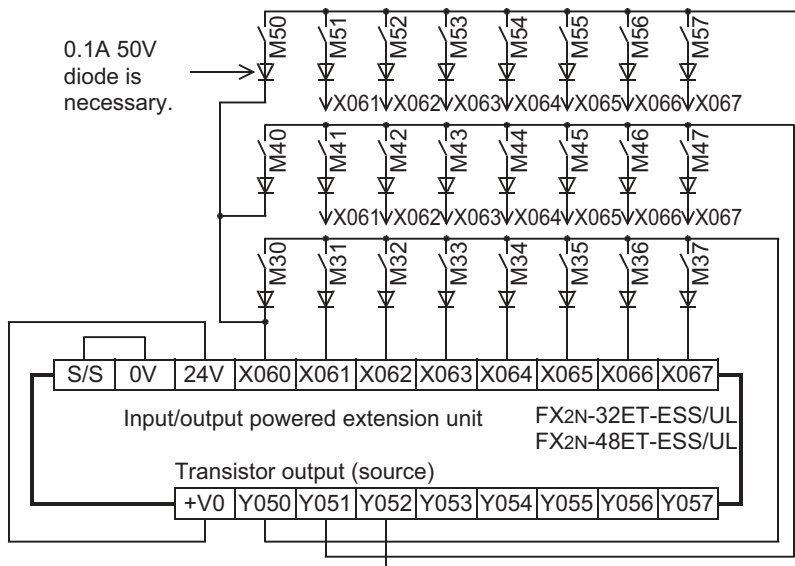 M50 M51 M52 M53 M54 M55 M56 M57
0.1A 50V
diode is
necessary.
X061 X062 X063 X064 X065 X066 X067
M40 M41 M42 M43 M44 M45 M46 M47
X061 X062 X063 X064 X065 X066 X067
M30 M31 M32 M33 M34 M35 M36 M37
S/S 0V 24V X060 X061 X062 X063 X064 X065 X066 X067
Input/output powered extension unit
FX2N-32ET-ESS/UL
FX2N-48ET-ESS/UL
Transistor output (source)
+V0 Y050 Y051 Y052 Y053 Y054 Y055 Y056 Y057